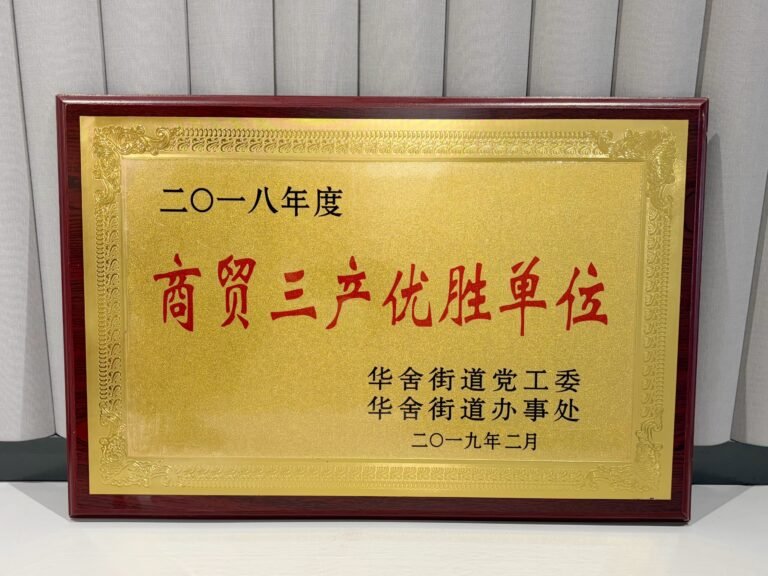 二〇一八年度
商贸三产优胜单位
华舍街道党工委
华舍街道办事处
二〇一九年二月